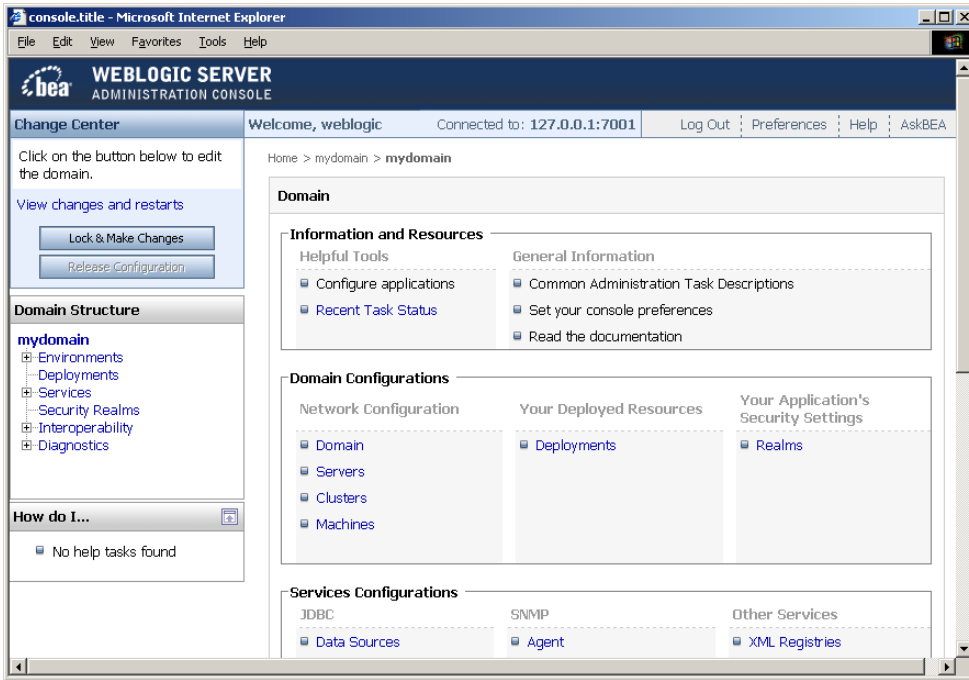 console.title - Microsoft Internet Explorer
File Edit View Favorites Tools Help
bea WEBLOGIC SERVER
ADMINISTRATION CONSOLE
Change Center
Click on the button below to edit
the domain.
View changes and restarts
Lock & Make Changes
Release Configuration
Domain Structure
mydomain
Environments
Deployments
Services
Security Realms
Interoperability
Diagnostics
How do I...
No help tasks found
Welcome, weblogic Connected to: 127.0.0.1:7001 Log Out Preferences Help AskBEA
Home > mydomain > mydomain
Domain
Information and Resources
Helpful Tools
Configure applications
Recent Task Status
General Information
Common Administration Task Descriptions
Set your console preferences
Read the documentation
Domain Configurations
Network Configuration
Domain
Servers
Clusters
Machines
Your Deployed Resources
Deployments
Your Application's
Security Settings
Realms
Services Configurations
JDBC
Data Sources
SNMP
Agent
Other Services
XML Registries